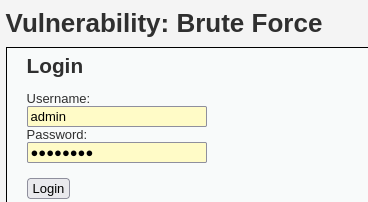 Vulnerability: Brute Force
Login
Username:
admin
Password:
●●●●●●●●
Login